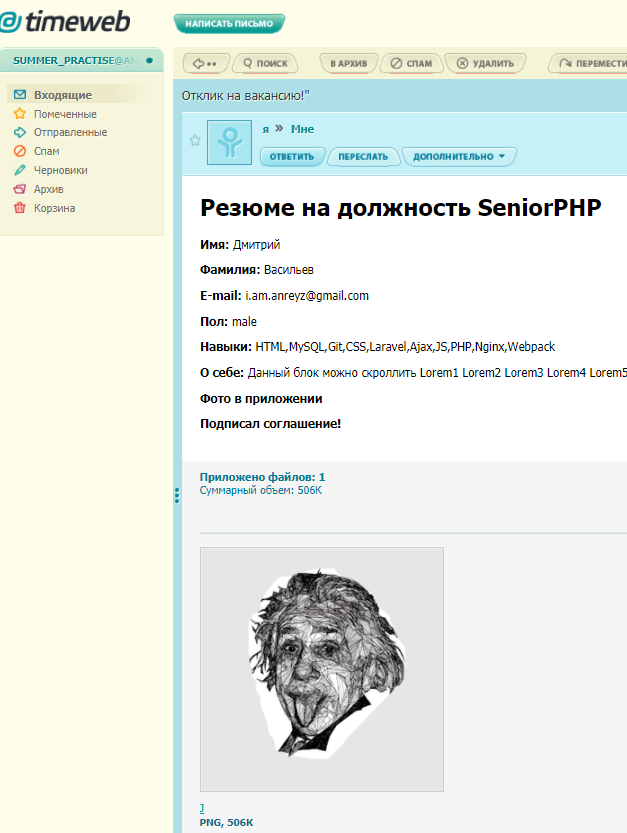 @timeweb
НАПИСАТЬ ПИСЬМО
SUMMER_PRACTISE@AN
ПОИСК
В АРХИВ
СПАМ
УДАЛИТЬ
ПЕРЕМЕСТИ
Входящие
Помеченные
Отправленные
Спам
Черновики
Архив
Корзина
Отклик на вакансию!"
я » Мне
ОТВЕТИТЬ
ПЕРЕСЛАТЬ
ДОПОЛНИТЕЛЬНО
Резюме на должность SeniorPHP
Имя: Дмитрий
Фамилия: Васильев
E-mail: i.am.anreyz@gmail.com
Пол: male
Навыки: HTML,MySQL,Git,CSS,Laravel,Ajax,JS,PHP,Nginx,Webpack
О себе: Данный блок можно скроллить Lorem1 Lorem2 Lorem3 Lorem4 Lorem5
Фото в приложении
Подписал соглашение!
Приложено файлов: 1
Суммарный объем: 506K
J
PNG, 506K